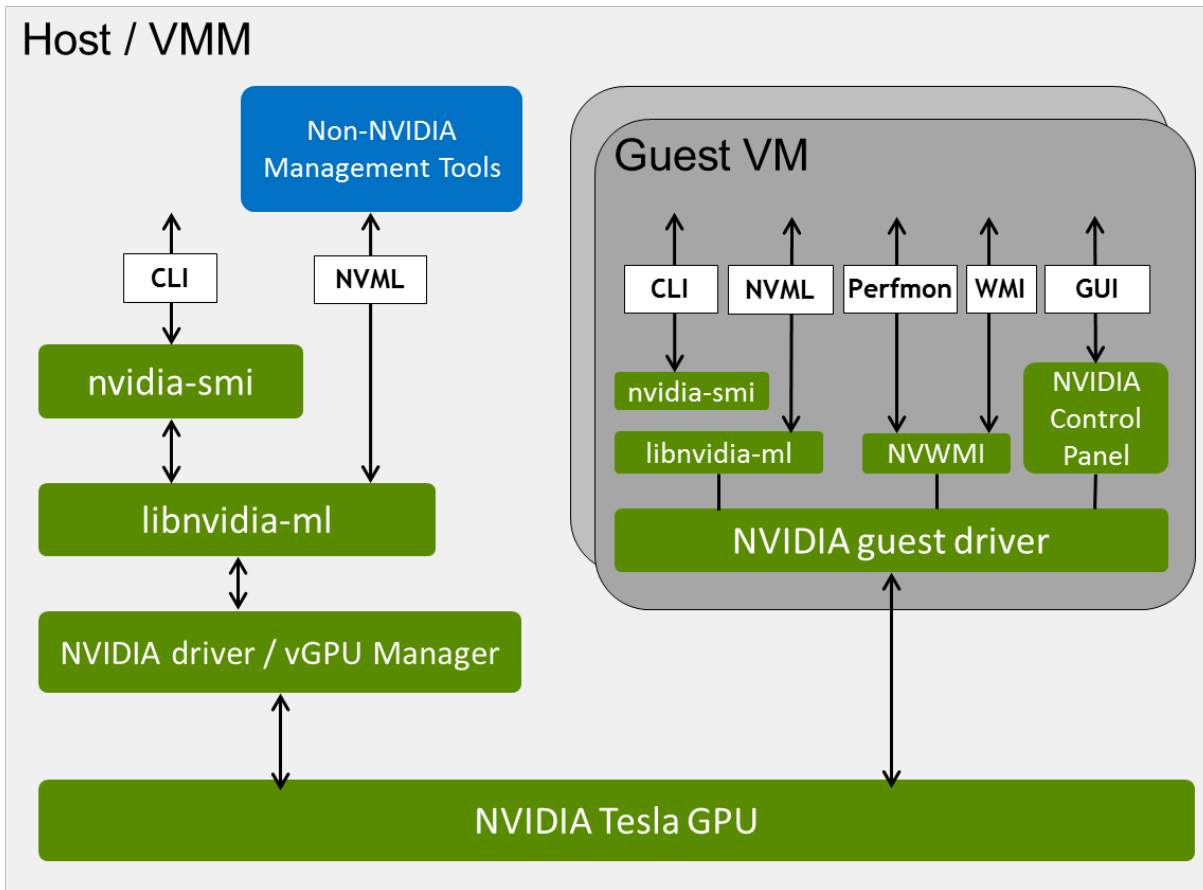 Host / VMM
Non-NVIDIA
Management Tools
CLI
NVML
nvidia-smi
libnvidia-ml
NVIDIA driver / vGPU Manager
Guest VM
CLI
NVML
Perfmon
WMI
GUI
nvidia-smi
libnvidia-ml
NVWMI
NVIDIA
Control
Panel
NVIDIA guest driver
NVIDIA Tesla GPU